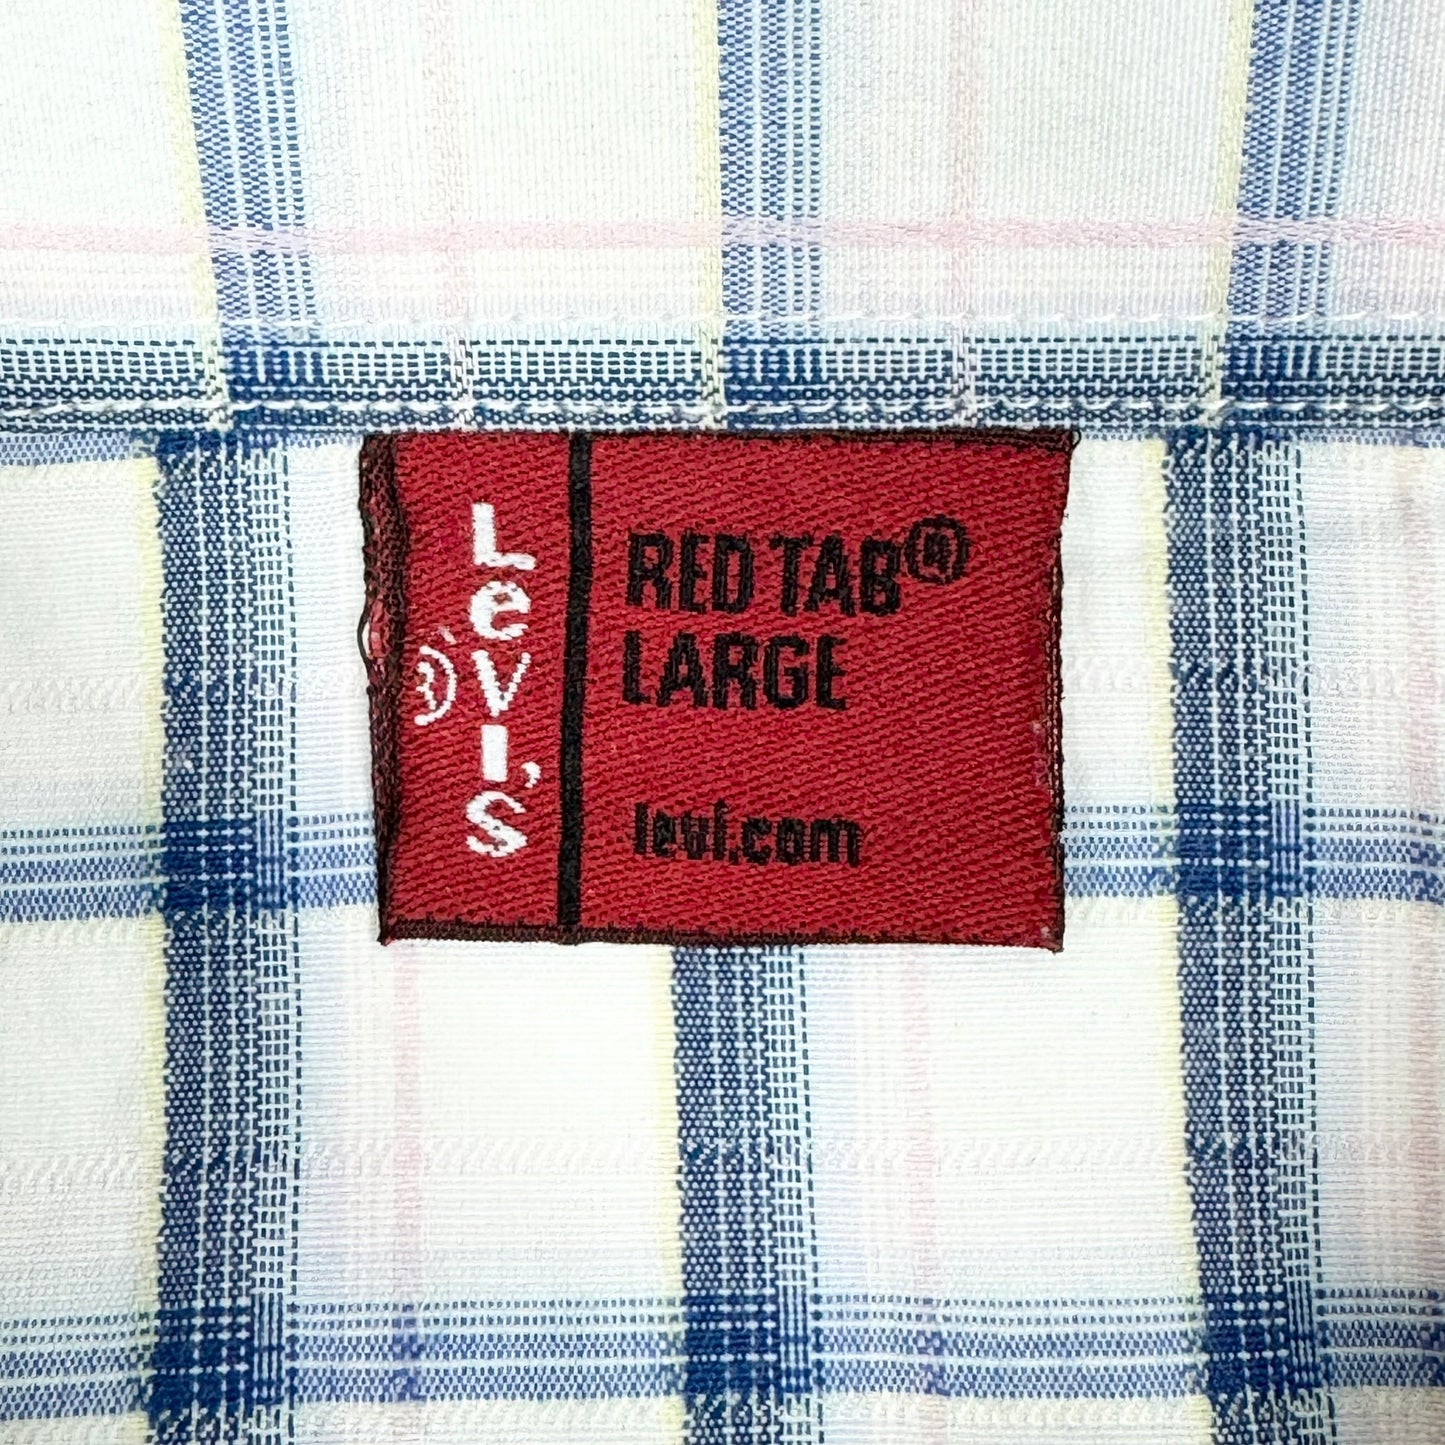 Levi's
®
RED TAB®
LARGE
levi.com